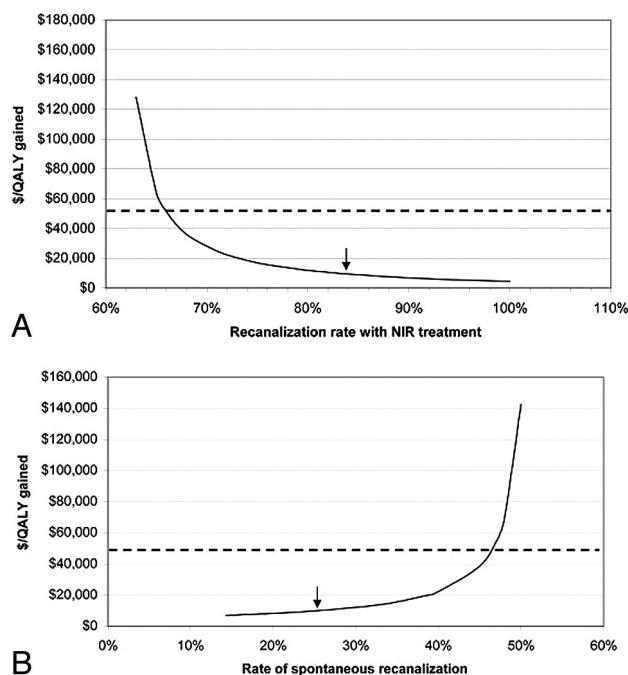 $180,000
$160,000
$140,000
$120,000
$100,000
$80,000
$60,000
$40,000
$20,000
$0
$/QALY gained
60% 70% 80% 90% 100% 110%
Recanalization rate with NIR treatment
A
$160,000
$140,000
$120,000
$100,000
$80,000
$60,000
$40,000
$20,000
$0
$/QALY gained
0% 10% 20% 30% 40% 50% 60%
Rate of spontaneous recanalization
B